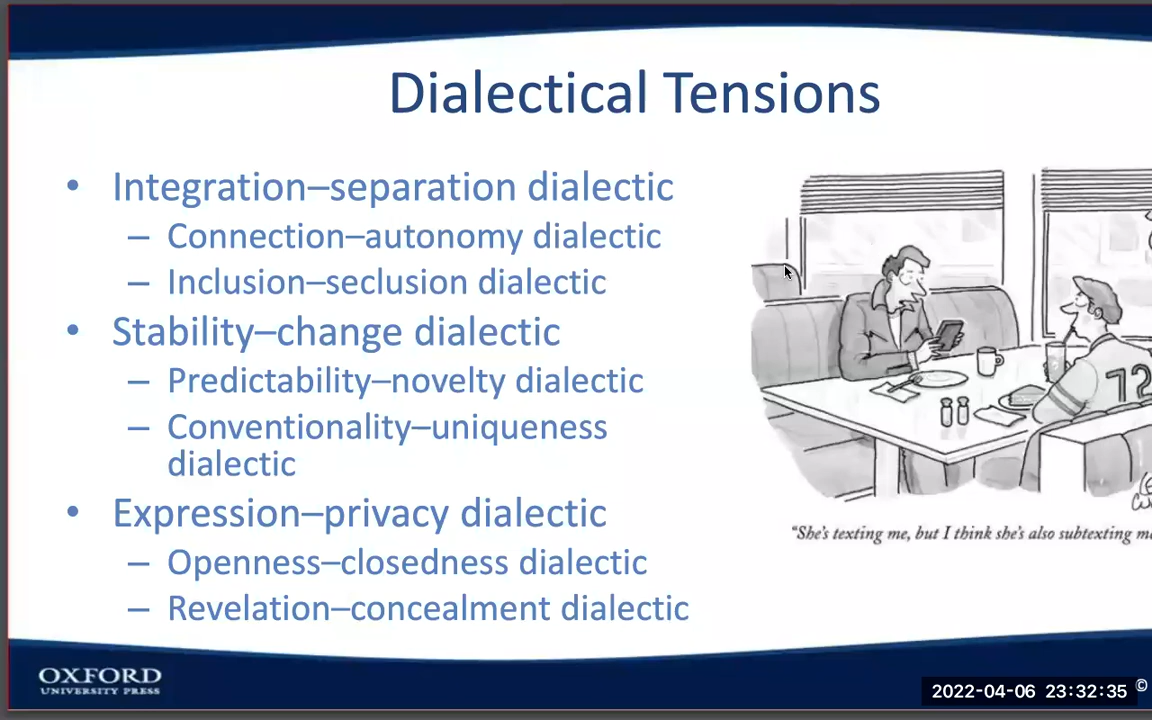 Dialectical Tensions
• Integration–separation dialectic
– Connection–autonomy dialectic
– Inclusion–seclusion dialectic
• Stability–change dialectic
– Predictability–novelty dialectic
– Conventionality–uniqueness
dialectic
• Expression–privacy dialectic
– Openness–closedness dialectic
– Revelation–concealment dialectic
72
"She's texting me, but I think she's also subtexting
OXFORD
UNIVERSITY PRESS
2022-04-06 23:32:35 ©